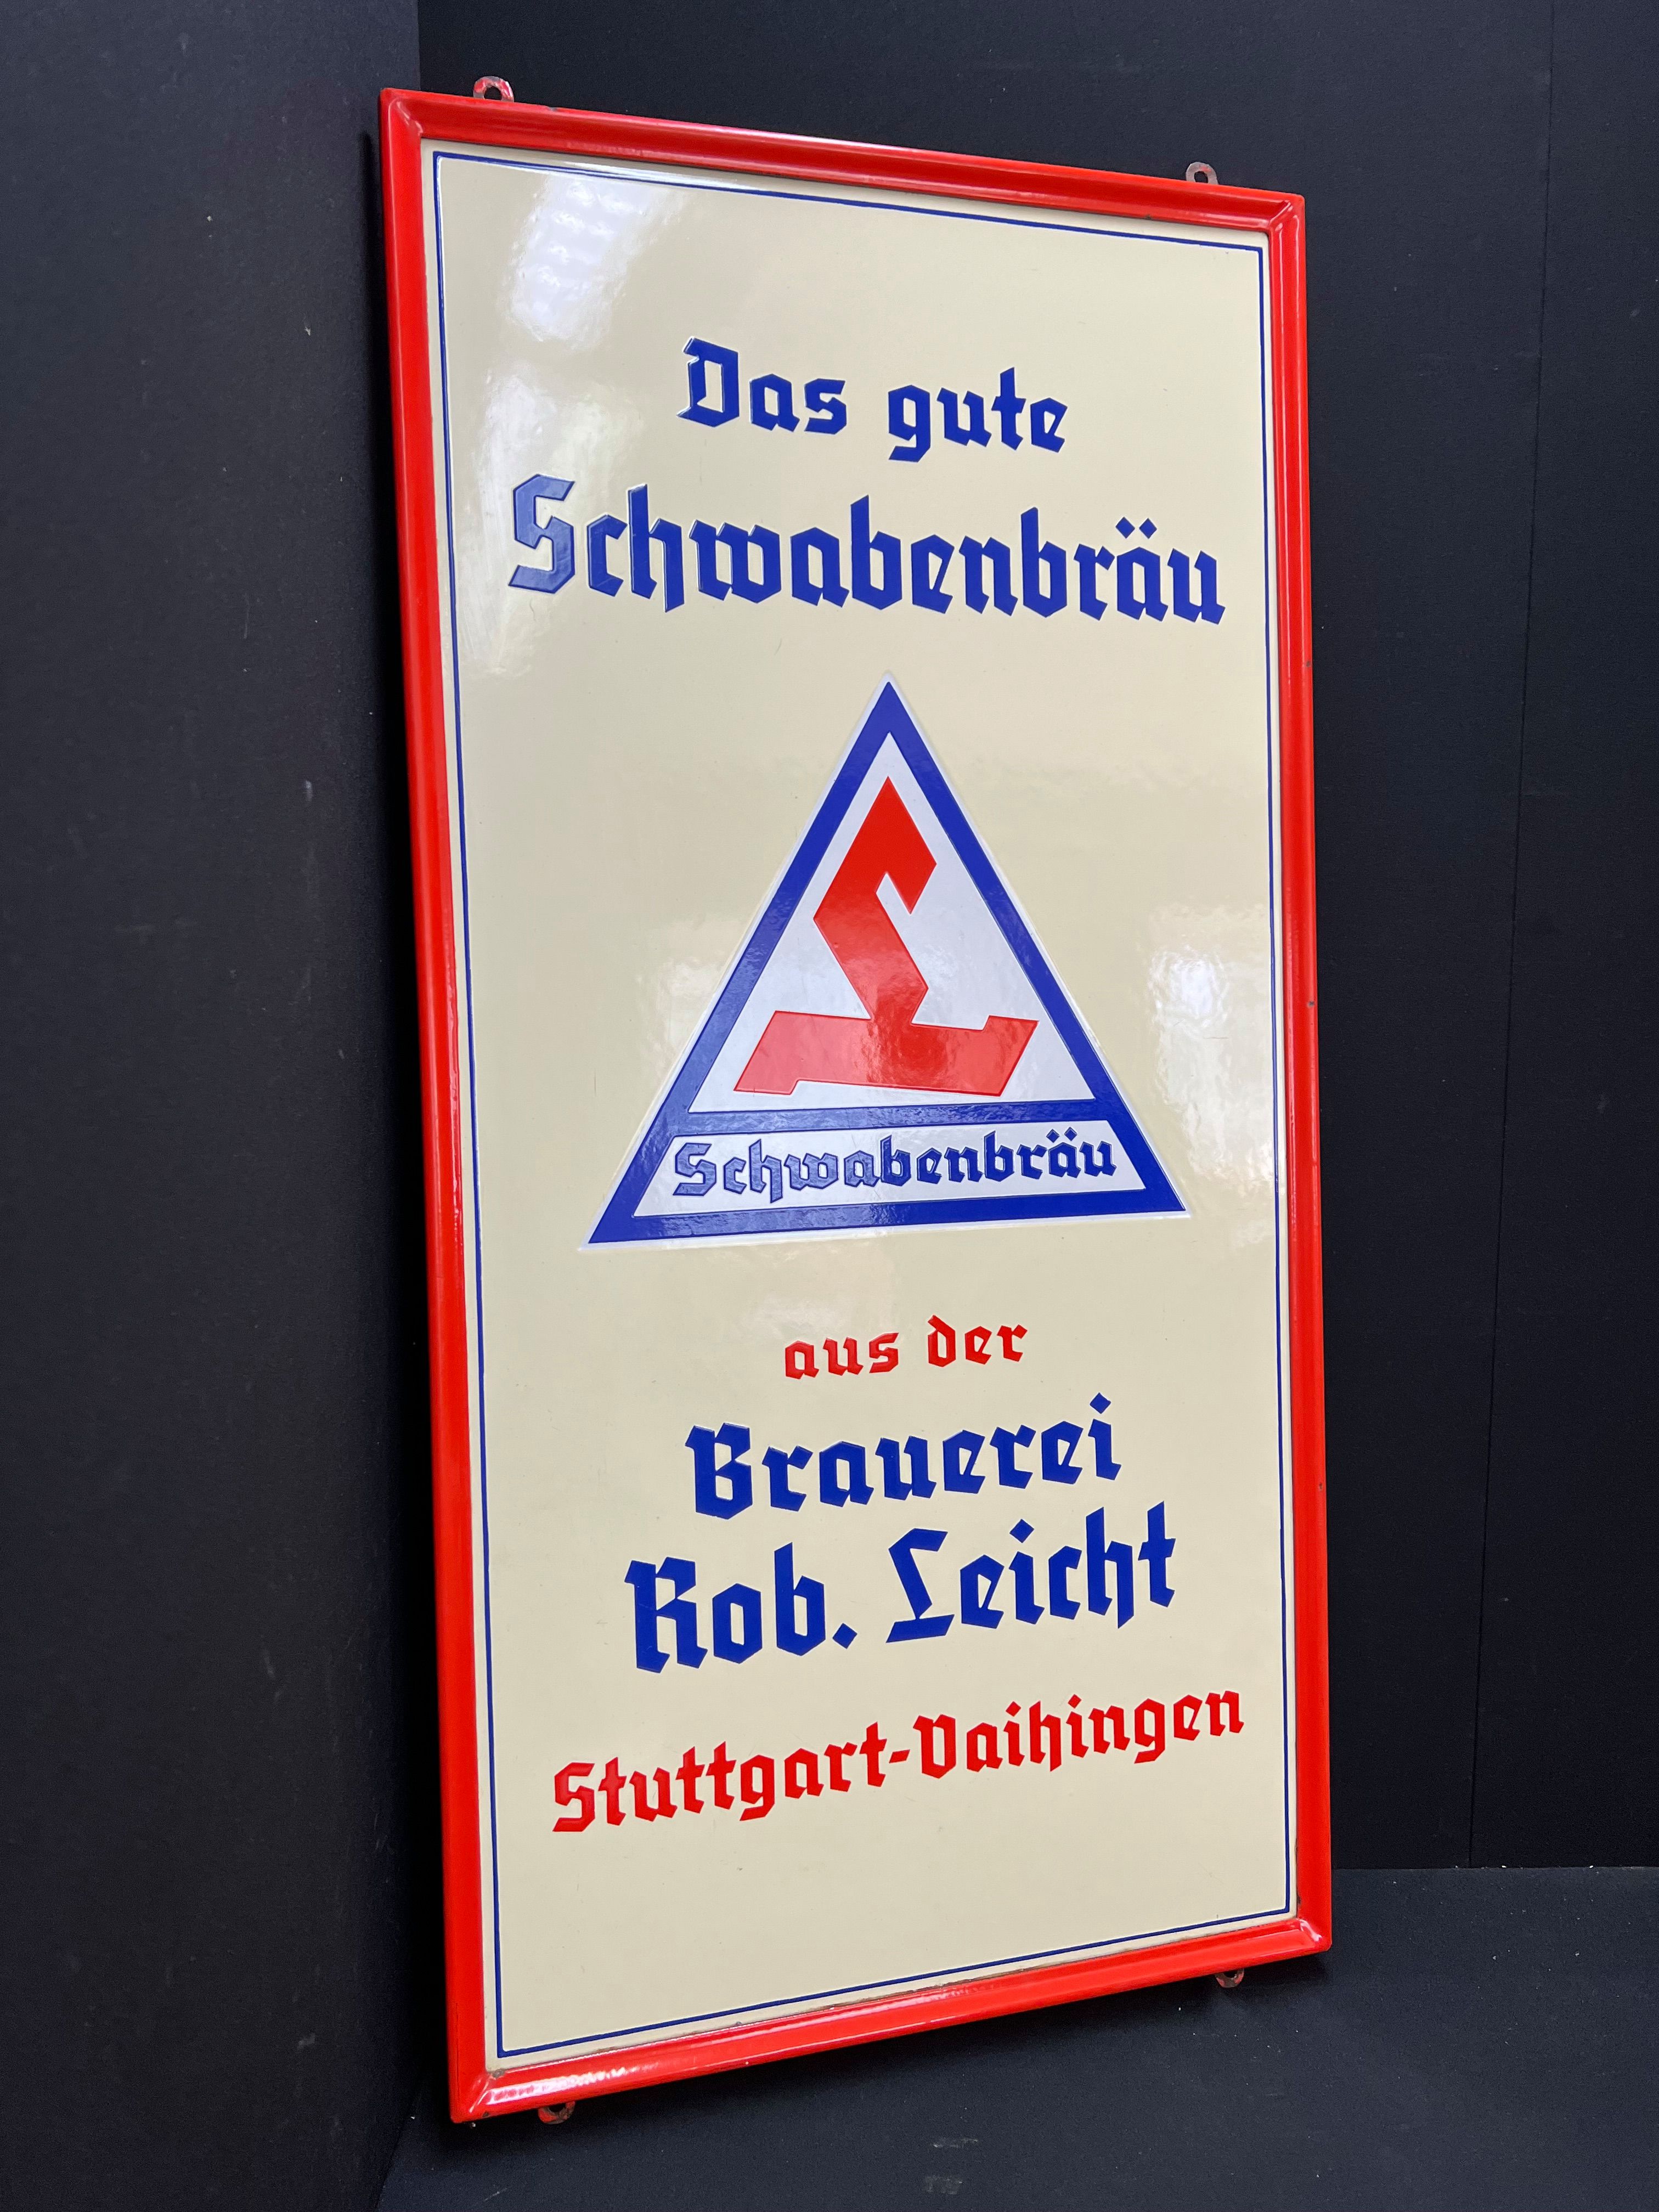 Das gute
Schwabenbräu
L
Schwabenbräu
aus der
Brauerei
Rob. Leicht
Stuttgart-Vaihingen